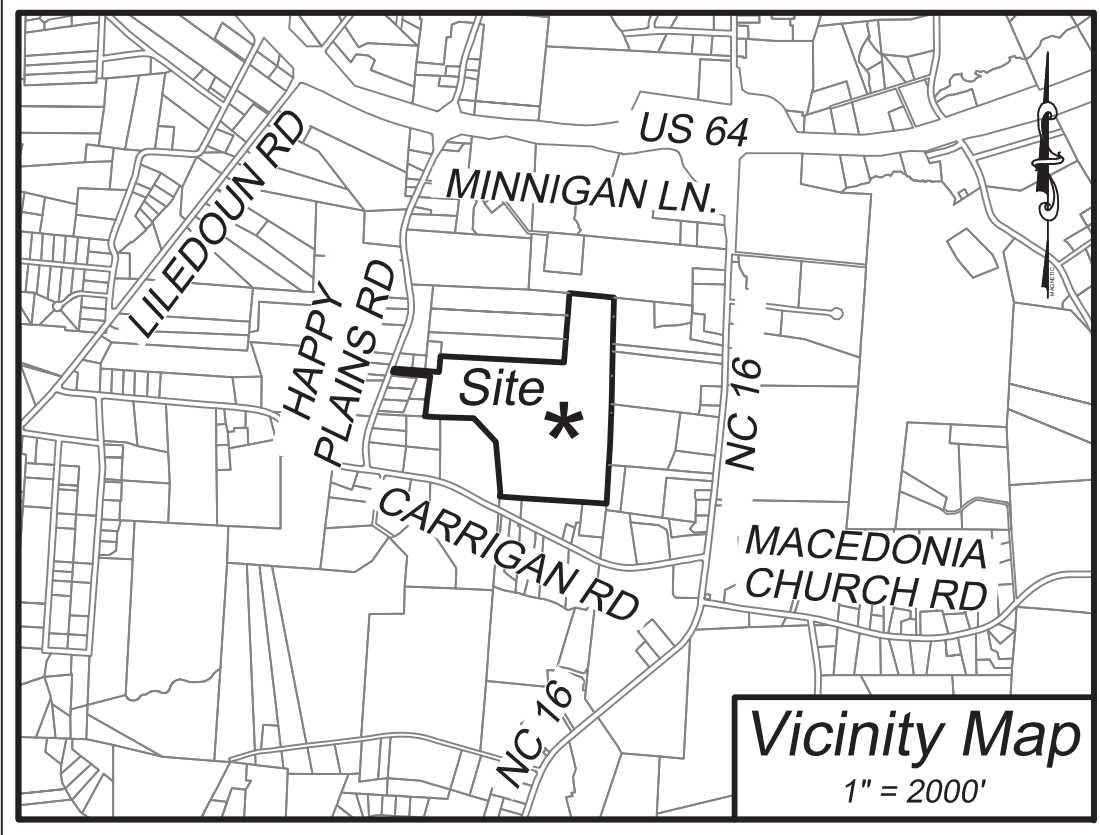 US 64
MINNIGAN LN.
LILEDOUN RD
HAPPY
PLAINS RD
Site
*
NC 16
CARRIGAN RD
MACEDONIA
CHURCH RD
NC 16
MAGNETIC
Vicinity Map
1" = 2000'